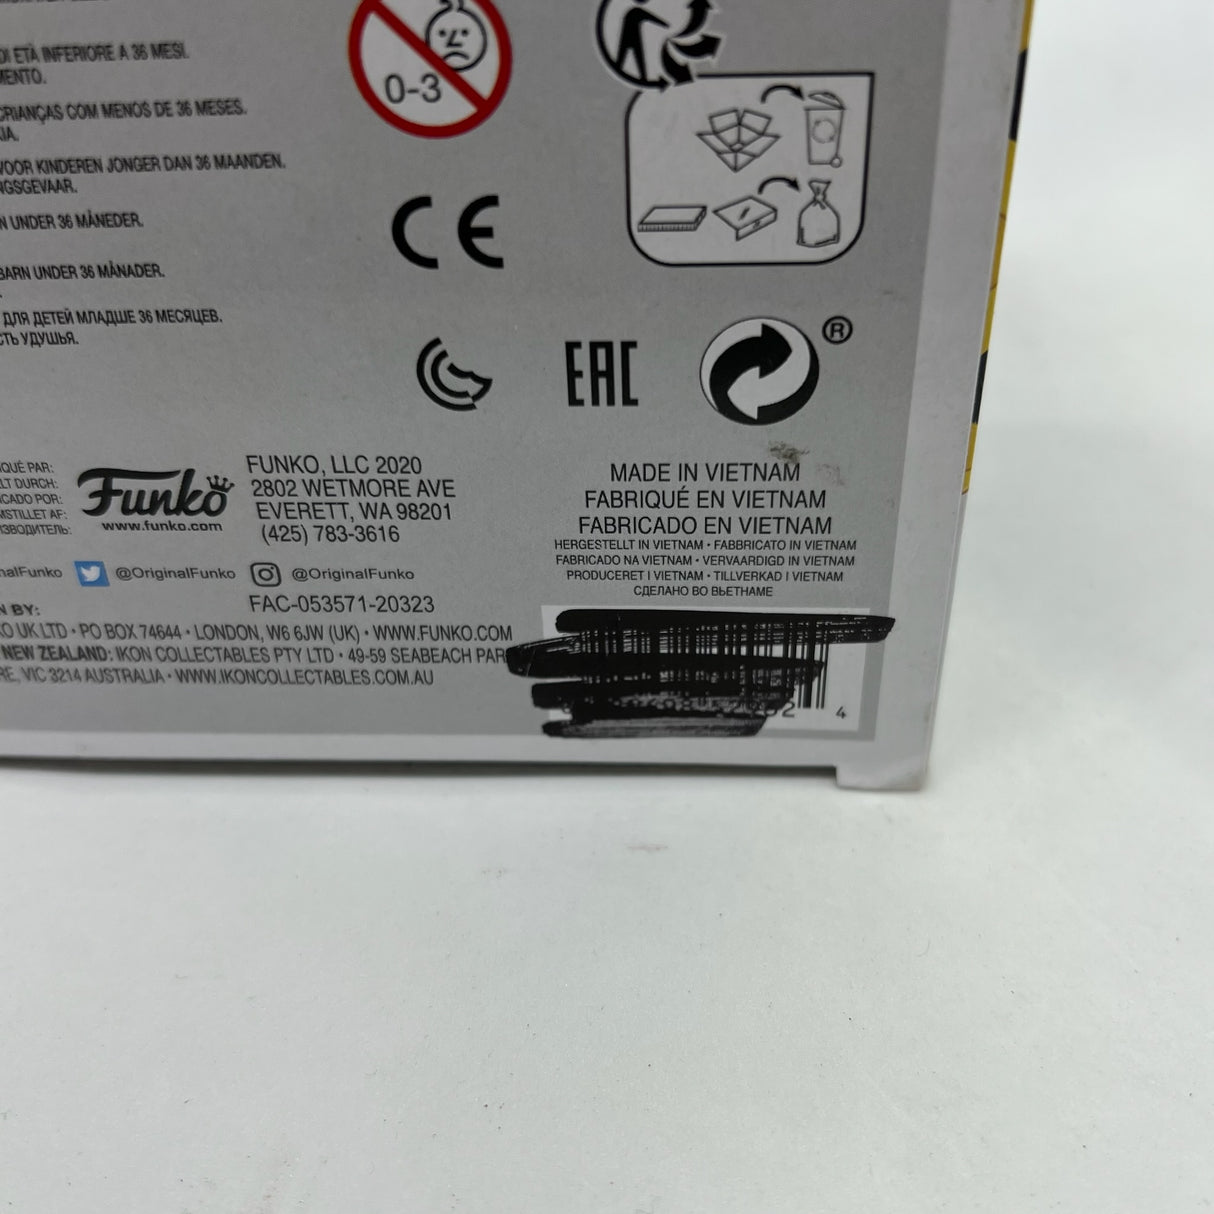 DI ETÀ INFERIORE A 36 MESI.
MENTO.
CRIANÇAS COM MENOS DE 36 MESES.
IA.
VOOR KINDEREN JONGER DAN 36 MAANDEN.
NGSGEVAAR.
N UNDER 36 MÅNEDER.
BARN UNDER 36 MÅNADER.
ДЛЯ ДЕТЕЙ МЛАДШЕ 36 МЕСЯЦЕВ.
СТЬ УДУШЬЯ.
0-3
CE
EAC
®
QUÉ PAR:
LT DURCH:
ICADO POR:
MSTILLET AF:
ИЗВОДИТЕЛЬ:
Funko
www.funko.com
FUNKO, LLC 2020
2802 WETMORE AVE
EVERETT, WA 98201
(425) 783-3616
nalFunko @OriginalFunko @OriginalFunko
FAC-053571-20323
N BY:
KO UK LTD • PO BOX 74644 • LONDON, W6 6JW (UK) • WWW.FUNKO.COM
NEW ZEALAND: IKON COLLECTABLES PTY LTD • 49-59 SEABEACH PAR
RE, VIC 3214 AUSTRALIA • WWW.IKONCOLLECTABLES.COM.AU
MADE IN VIETNAM
FABRIQUÉ EN VIETNAM
FABRICADO EN VIETNAM
HERGESTELLT IN VIETNAM • FABBRICATO IN VIETNAM
FABRICADO NA VIETNAM • VERVAARDIGD IN VIETNAM
PRODUCERET I VIETNAM • TILLVERKAD I VIETNAM
СДЕЛАНО ВО ВЬЕТНАМЕ
4